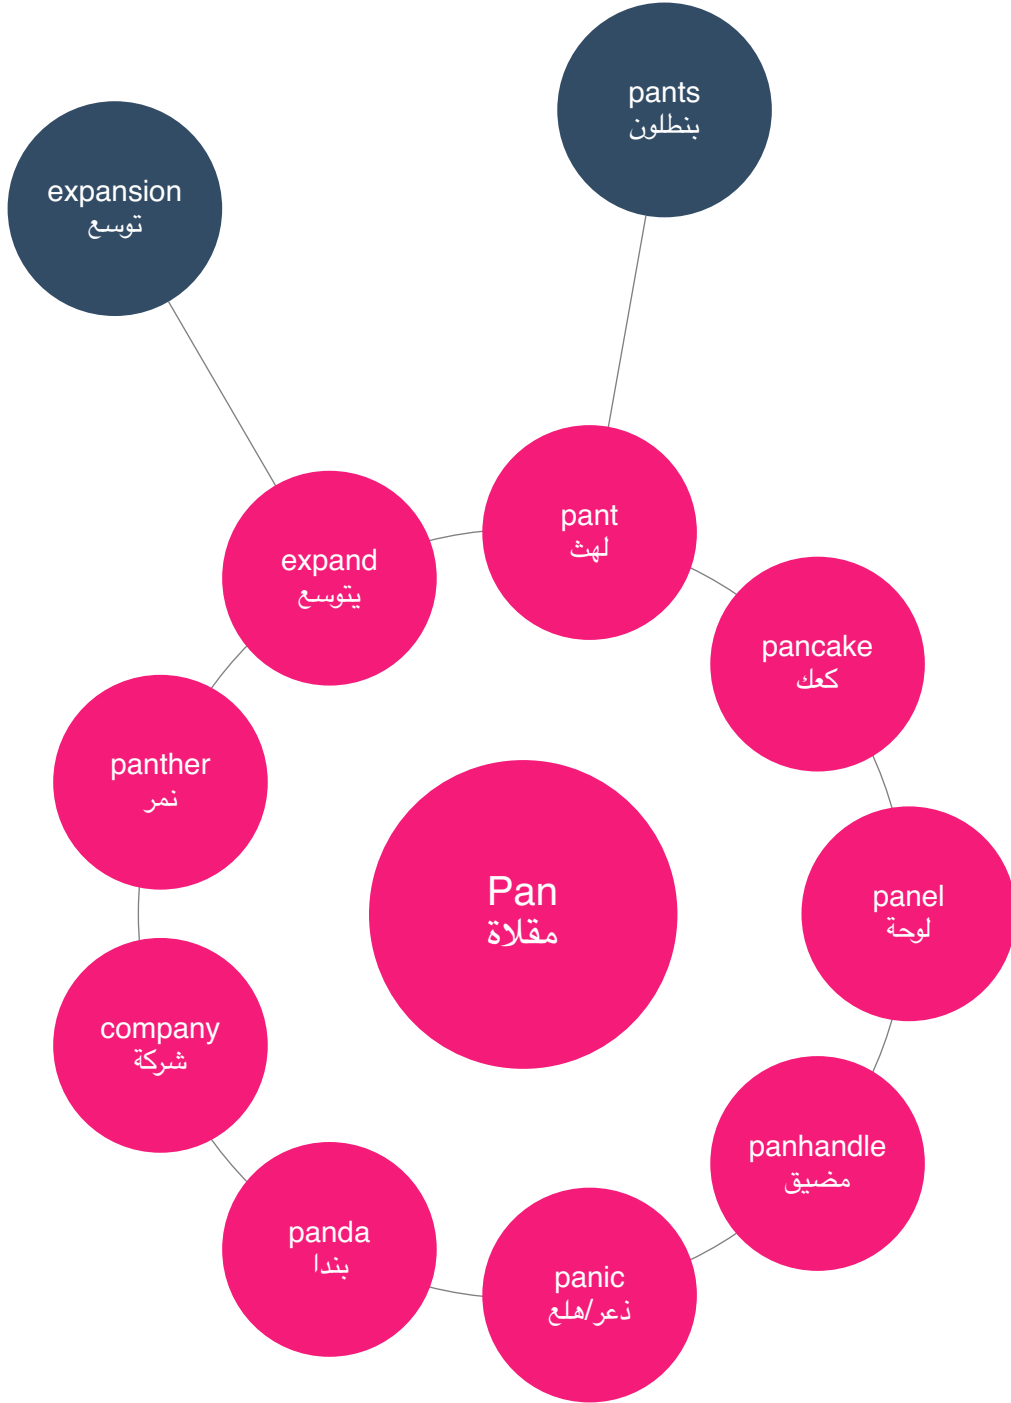 pants
بنطلون
expansion
توسع
pant
لهث
expand
يتوسع
pancake
كعك
panther
نمر
Pan
مقلاة
panel
لوحة
company
شركة
panhandle
مضيق
panda
بندا
panic
ذعر/هلع